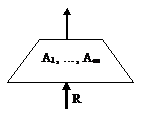 A1, ..., Am
R